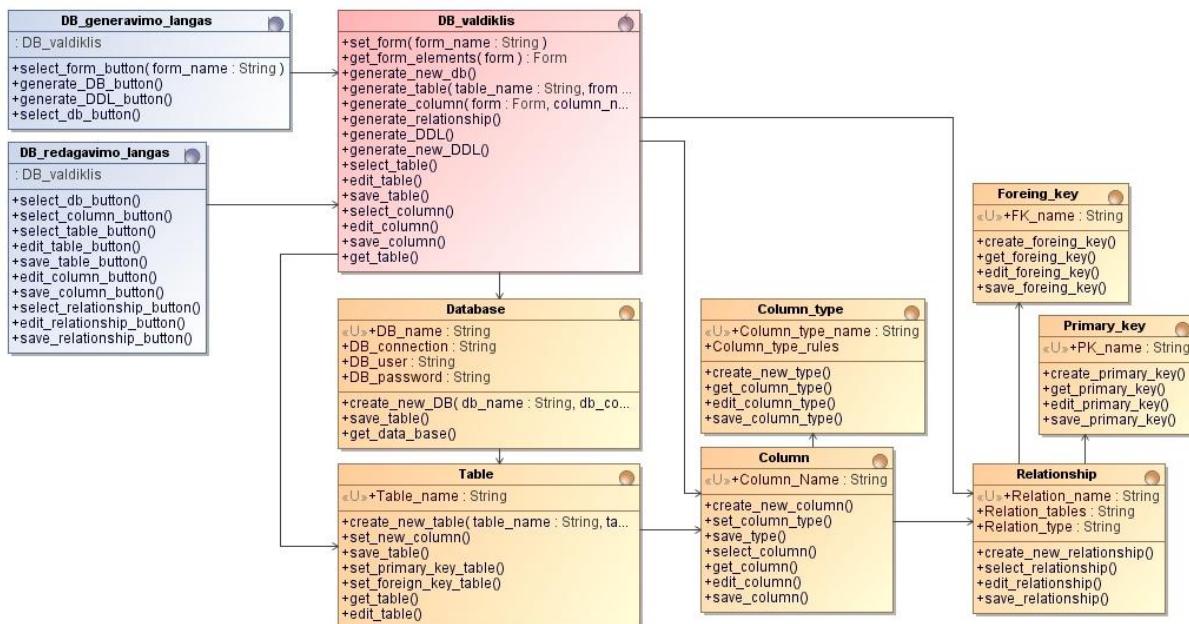 DB_generavimo_langas
: DB_valdiklis
+select_form_button( form_name : String )
+generate_DB_button()
+generate_DDL_button()
+select_db_button()
DB_redagavimo_langas
: DB_valdiklis
+select_db_button()
+select_column_button()
+select_table_button()
+edit_table_button()
+save_table_button()
+edit_column_button()
+save_column_button()
+select_relationship_button()
+edit_relationship_button()
+save_relationship_button()
DB_valdiklis
+set_form( form_name : String )
+get_form_elements( form ) : Form
+generate_new_db()
+generate_table( table_name : String, from ...
+generate_column( form : Form, column_n...
+generate_relationship()
+generate_DDL()
+generate_new_DDL()
+select_table()
+edit_table()
+save_table()
+select_column()
+edit_column()
+save_column()
+get_table()
Database
«U»+DB_name : String
+DB_connection : String
+DB_user : String
+DB_password : String
+create_new_DB( db_name : String, db_co...
+save_table()
+get_data_base()
Table
«U»+Table_name : String
+create_new_table( table_name : String, ta...
+set_new_column()
+save_table()
+set_primary_key_table()
+set_foreign_key_table()
+get_table()
+edit_table()
Column_type
«U»+Column_type_name : String
+Column_type_rules
+create_new_type()
+get_column_type()
+edit_column_type()
+save_column_type()
Column
«U»+Column_Name : String
+create_new_column()
+set_column_type()
+save_type()
+select_column()
+get_column()
+edit_column()
+save_column()
Foreing_key
«U»+FK_name : String
+create_foreing_key()
+get_foreing_key()
+edit_foreing_key()
+save_foreing_key()
Primary_key
«U»+PK_name : String
+create_primary_key()
+get_primary_key()
+edit_primary_key()
+save_primary_key()
Relationship
«U»+Relation_name : String
+Relation_tables : String
+Relation_type : String
+create_new_relationship()
+select_relationship()
+edit_relationship()
+save_relationship()